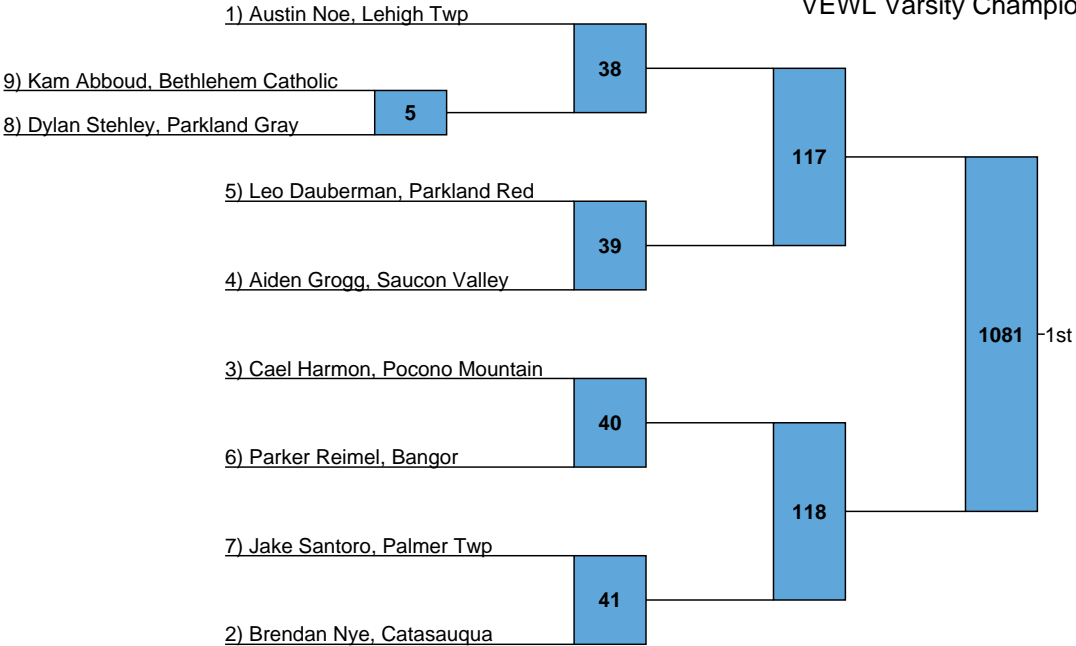 VEWL Varsity Champio
1) Austin Noe, Lehigh Twp
38
9) Kam Abboud, Bethlehem Catholic
5
8) Dylan Stehley, Parkland Gray
117
5) Leo Dauberman, Parkland Red
39
4) Aiden Grogg, Saucon Valley
1081
1st
3) Cael Harmon, Pocono Mountain
40
6) Parker Reimel, Bangor
118
7) Jake Santoro, Palmer Twp
41
2) Brendan Nye, Catasauqua